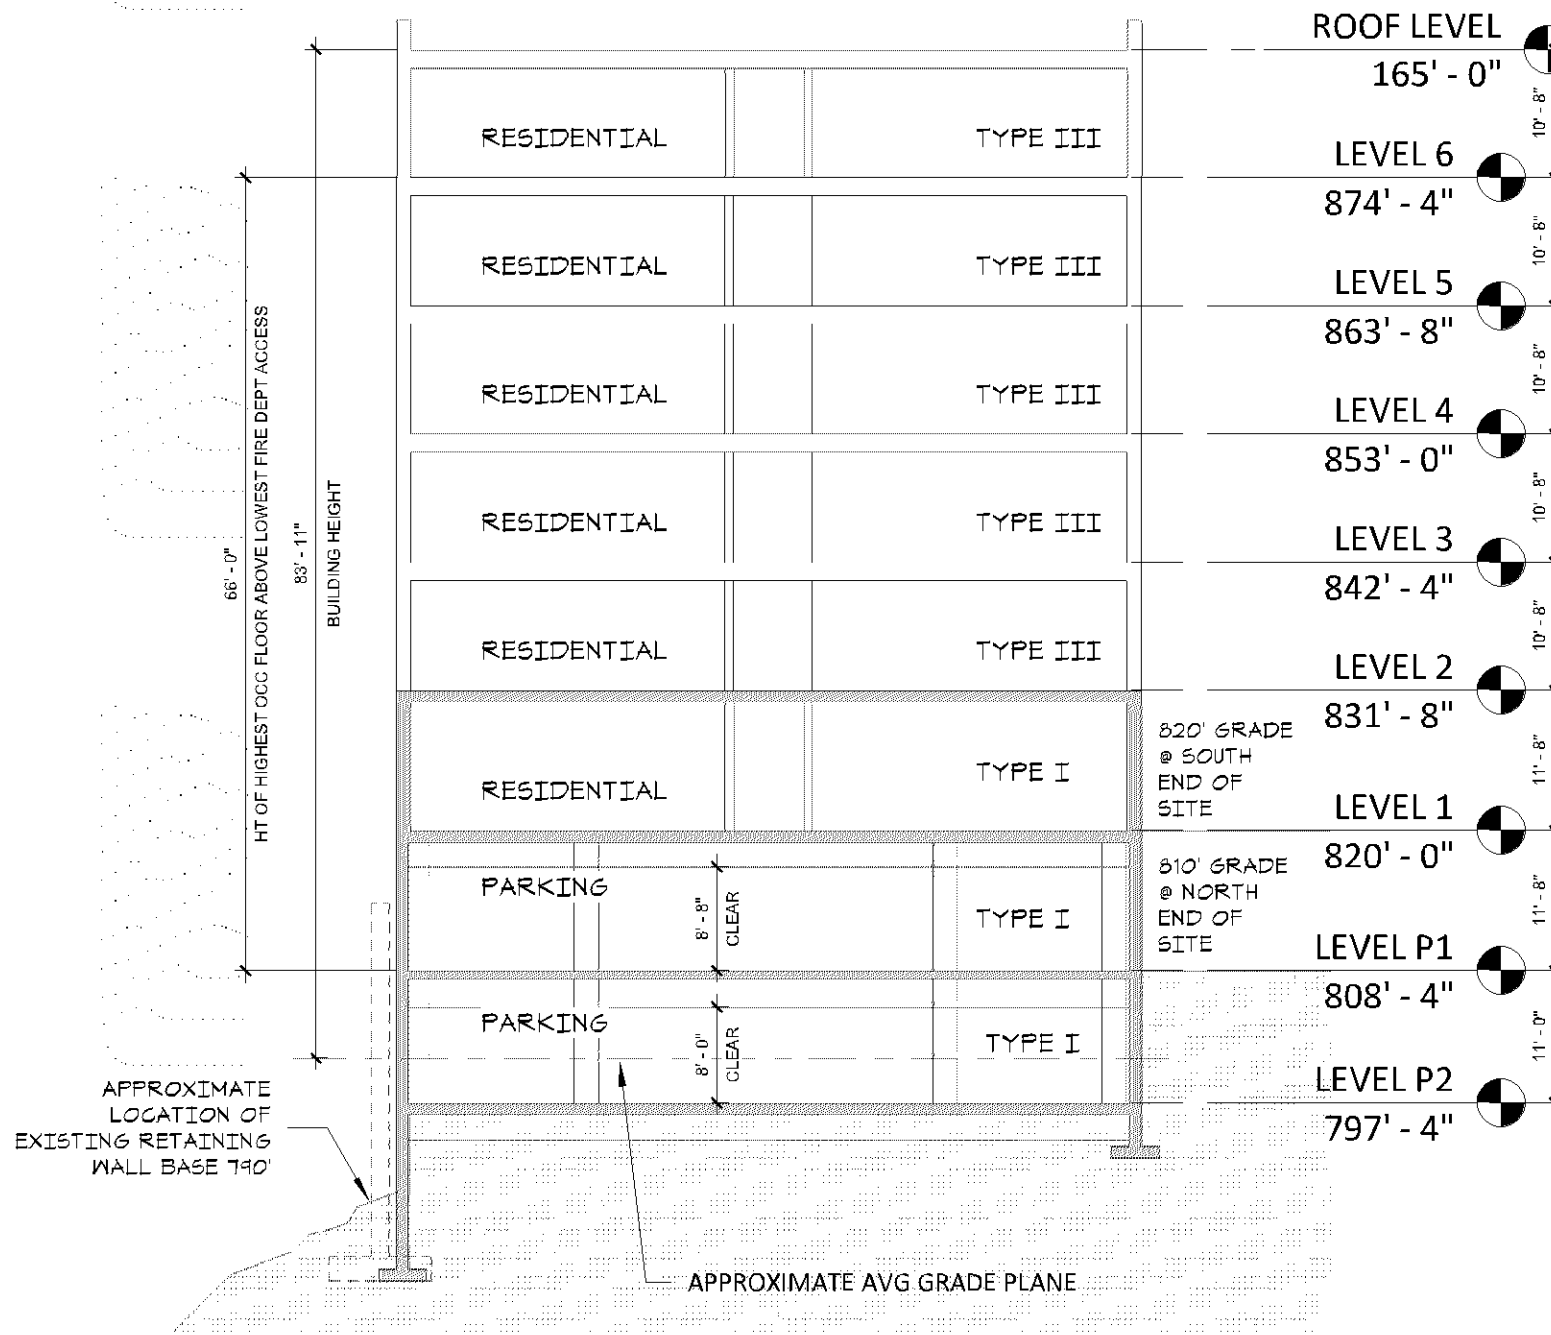 ROOF LEVEL
165' - 0"
10' - 8"
RESIDENTIAL TYPE III
LEVEL 6
874' - 4"
10' - 8"
RESIDENTIAL TYPE III
LEVEL 5
863' - 8"
10' - 8"
RESIDENTIAL TYPE III
LEVEL 4
853' - 0"
10' - 8"
RESIDENTIAL TYPE III
LEVEL 3
842' - 4"
10' - 8"
RESIDENTIAL TYPE III
LEVEL 2
831' - 8"
11' - 8"
RESIDENTIAL TYPE I
820' GRADE
@ SOUTH
END OF
SITE
LEVEL 1
820' - 0"
11' - 8"
PARKING
8' - 8"
CLEAR
TYPE I
810' GRADE
@ NORTH
END OF
SITE
LEVEL P1
808' - 4"
11' - 0"
PARKING
8' - 0"
CLEAR
TYPE I
LEVEL P2
797' - 4"
66' - 0"
HT OF HIGHEST OCC FLOOR ABOVE LOWEST FIRE DEPT ACCESS
83' - 11"
BUILDING HEIGHT
APPROXIMATE
LOCATION OF
EXISTING RETAINING
WALL BASE 790'
APPROXIMATE AVG GRADE PLANE